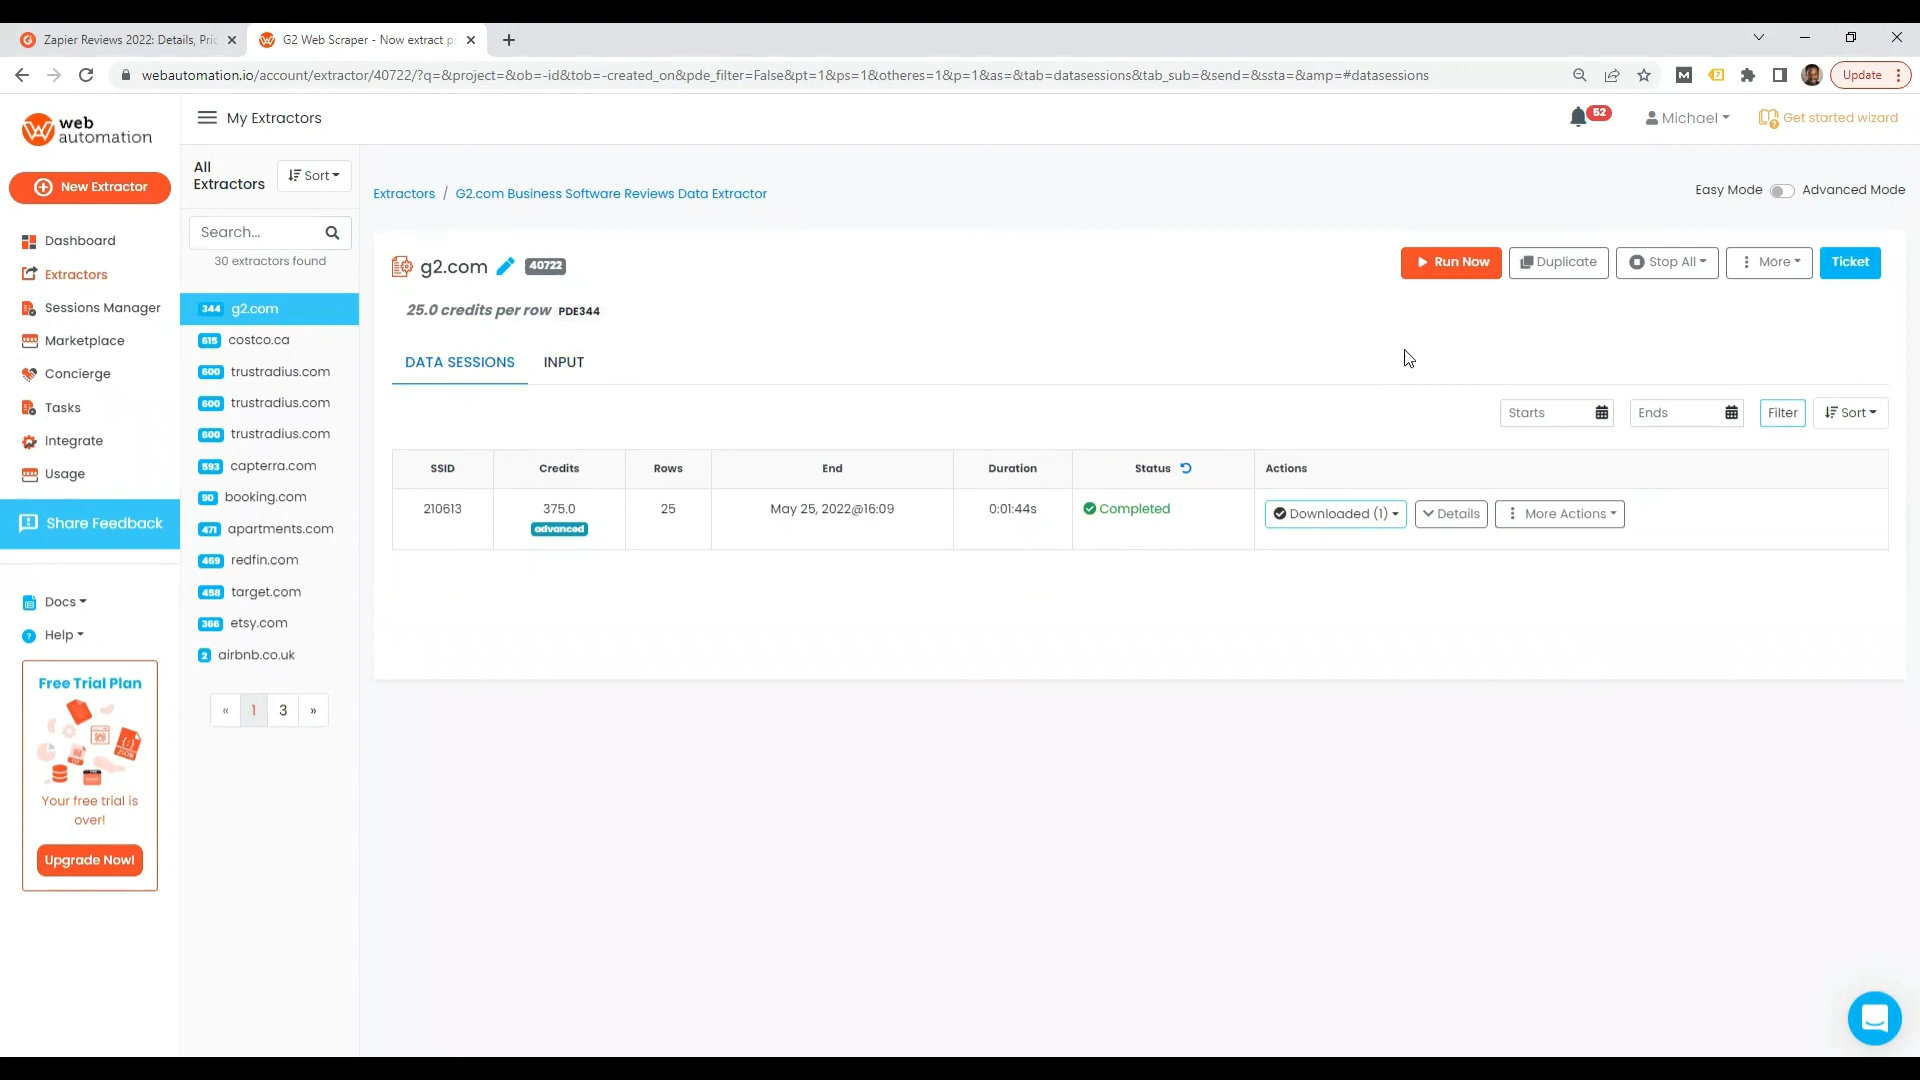 Zapier Reviews 2022: Details, Pric
G2 Web Scraper - Now extract p
webautomation.io/account/extractor/40722/?q=&project=&ob=-id&tob=-created_on&pde_filter=False&pt=1&ps=1&otheres=1&p=1&as=&tab=datasessions&tab_sub=&send=&ssta=&amp=#datasessions
Update
web
automation
My Extractors
52
Michael
Get started wizard
New Extractor
Dashboard
Extractors
Sessions Manager
Marketplace
Concierge
Tasks
Integrate
Usage
Share Feedback
Docs
Help
Free Trial Plan
Your free trial is
over!
Upgrade Now!
All
Extractors
Sort
Search...
30 extractors found
344 g2.com
615 costco.ca
600 trustradius.com
600 trustradius.com
600 trustradius.com
593 capterra.com
90 booking.com
471 apartments.com
469 redfin.com
458 target.com
366 etsy.com
2 airbnb.co.uk
« 1 3 »
Extractors / G2.com Business Software Reviews Data Extractor
Easy Mode Advanced Mode
g2.com 40722
Run Now Duplicate Stop All More Ticket
25.0 credits per row PDE344
DATA SESSIONS INPUT
Starts Ends Filter Sort
SSID Credits Rows End Duration Status Actions
210613 375.0 25 May 25, 2022@16:09 0:01:44s Completed Downloaded (1) Details More Actions
advanced